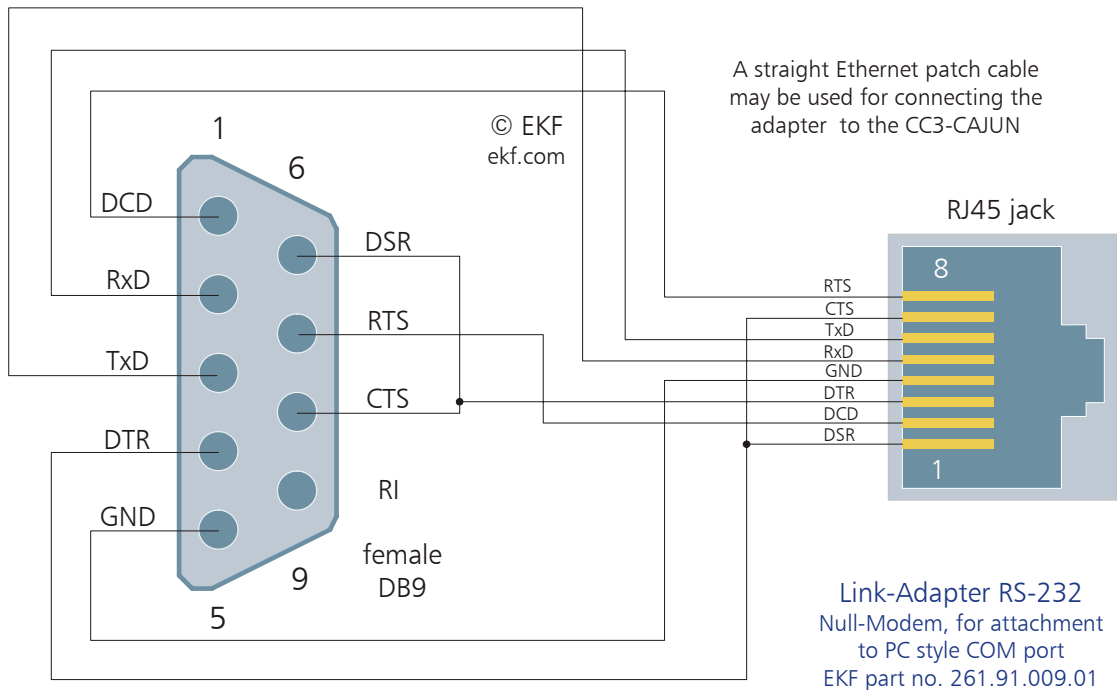 A straight Ethernet patch cable
may be used for connecting the
adapter to the CC3-CAJUN
© EKF
ekf.com
1
6
DCD
RxD
TxD
DTR
GND
DSR
RTS
CTS
RI
female
DB9
9
5
RJ45 jack
8
RTS
CTS
TxD
RxD
GND
DTR
DCD
DSR
1
Link-Adapter RS-232
Null-Modem, for attachment
to PC style COM port
EKF part no. 261.91.009.01